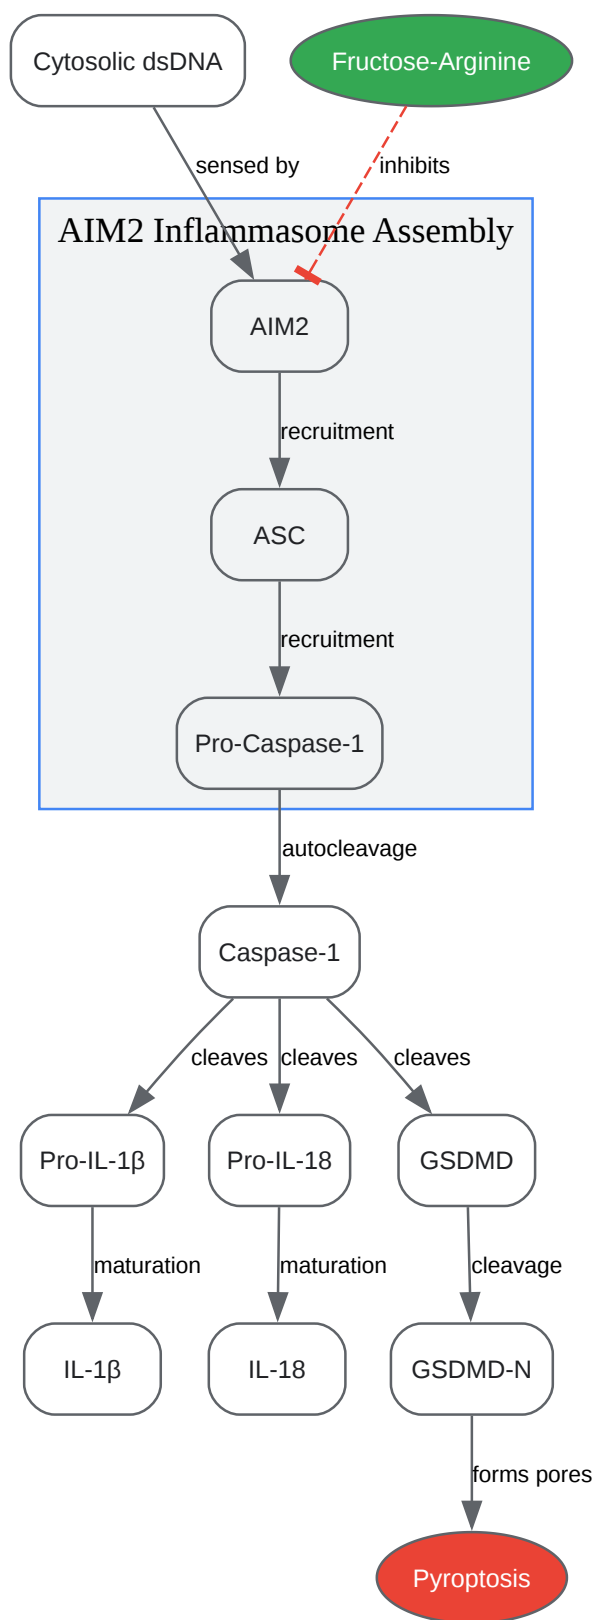 Cytosolic dsDNA
Fructose-Arginine
sensed by
inhibits
AIM2 Inflammasome Assembly
AIM2
recruitment
ASC
recruitment
Pro-Caspase-1
autocleavage
Caspase-1
cleaves
cleaves
cleaves
Pro-IL-1β
Pro-IL-18
GSDMD
maturation
maturation
cleavage
IL-1β
IL-18
GSDMD-N
forms pores
Pyroptosis